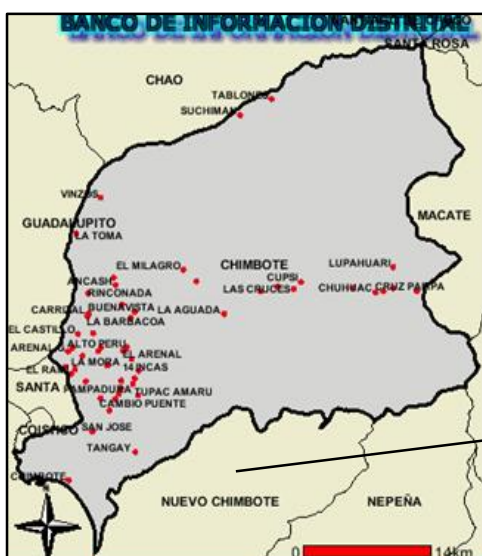 BANCO DE INFORMACION DISTRITAL
SANTA ROSA
CHAO
TABLONES
SUCHIMAN
VINZOS
GUADALUPITO
LA TOMA
MACATE
EL MILAGRO
CHIMBOTE
LUPAHUARI
ANCASH
CUPSI
RINCONADA
LAS CRUCES
CHUHUAC
CRUZ PAMPA
CARRIZAL
BUENAVISTA
LA AGUADA
LA BARBACOA
EL CASTILLO
ARENAL
ALTO PERU
EL ARENAL
LA MORA
14 INCAS
EL RAMAL
SANTA
PAMPADURA
TUPAC AMARU
CAMBIO PUENTE
COISHCO
SAN JOSE
TANGAY
CHIMBOTE
NUEVO CHIMBOTE
NEPEÑA
0
14km